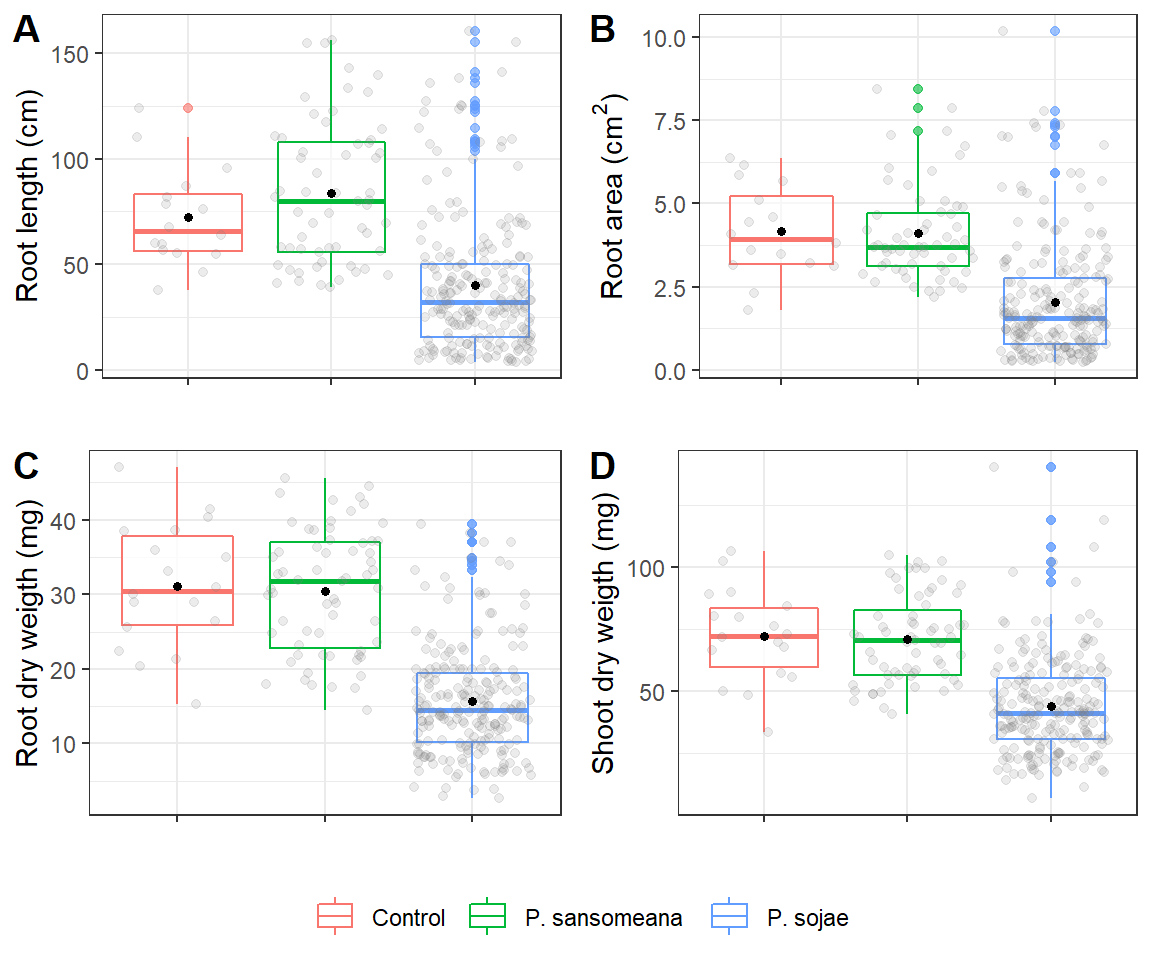 A
Root length (cm)
150
100
50
0
B
Root area (cm²)
10.0
7.5
5.0
2.5
0.0
C
Root dry weigth (mg)
40
30
20
10
D
Shoot dry weigth (mg)
100
50
Control
P. sansomeana
P. sojae